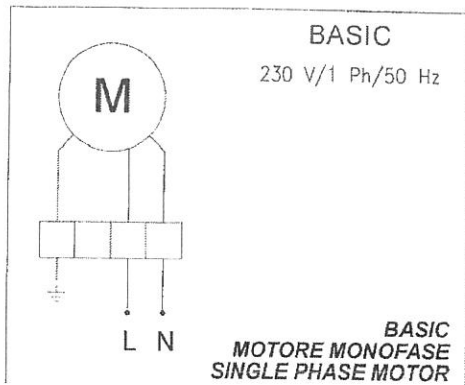 BASIC
230 V/1 Ph/50 Hz
M
L N
BASIC
MOTORE MONOFASE
SINGLE PHASE MOTOR